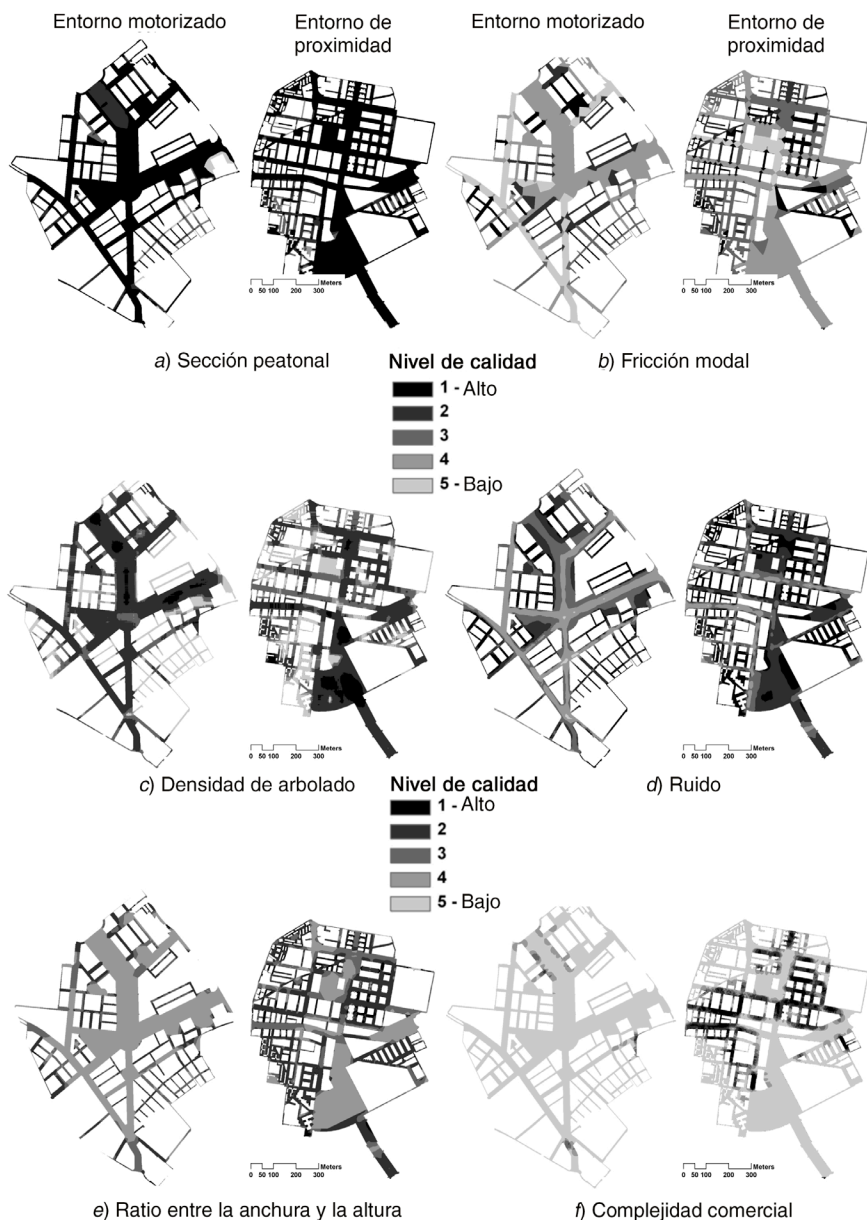 Entorno motorizado
Entorno de
proximidad
Entorno motorizado
Entorno de
proximidad
Meters
0 50 100 200 300
Meters
0 50 100 200 300
a) Sección peatonal
Nivel de calidad
b) Fricción modal
1 - Alto
2
3
4
5 - Bajo
Meters
0 50 100 200 300
Meters
0 50 100 200 300
c) Densidad de arbolado
Nivel de calidad
d) Ruido
1 - Alto
2
3
4
5 - Bajo
Meters
0 50 100 200 300
Meters
0 50 100 200 300
e) Ratio entre la anchura y la altura
f) Complejidad comercial